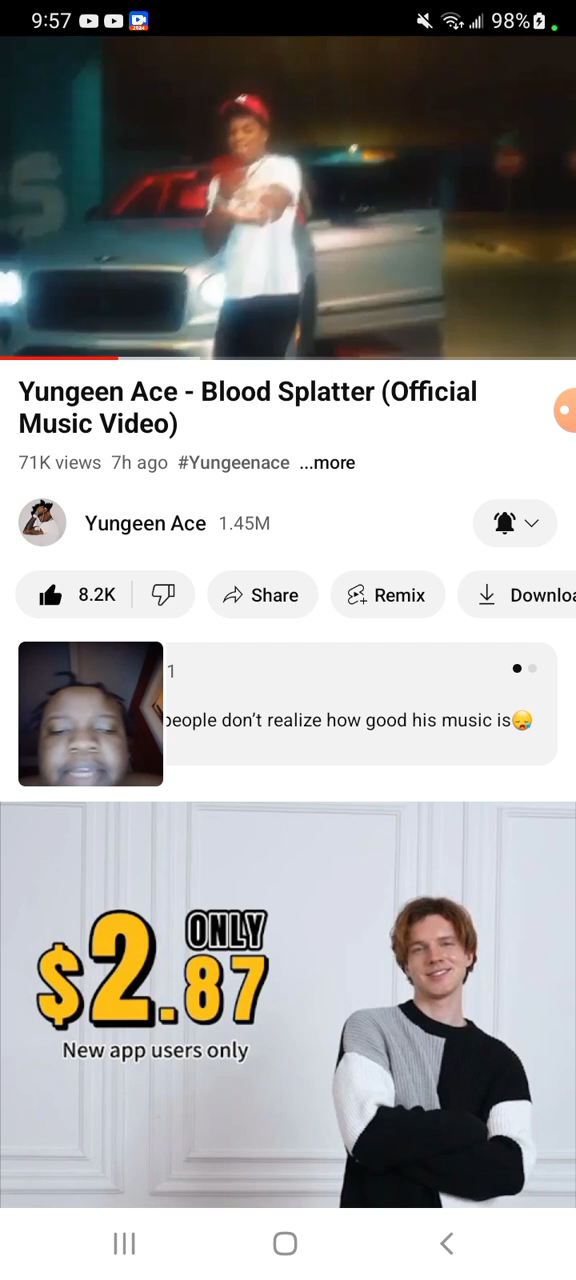 9:57
98%
Yungeen Ace - Blood Splatter (Official
Music Video)
71K views 7h ago #Yungeenace ...more
Yungeen Ace 1.45M
8.2K
Share
Remix
Downloa
1
people don't realize how good his music is😪
ONLY
$2.87
New app users only